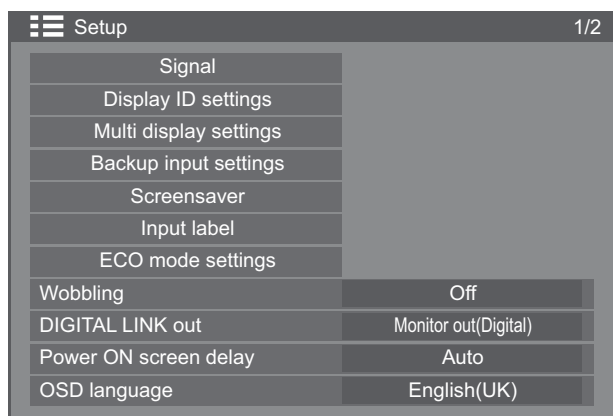 Setup 1/2
Signal
Display ID settings
Multi display settings
Backup input settings
Screensaver
Input label
ECO mode settings
Wobbling Off
DIGITAL LINK out Monitor out(Digital)
Power ON screen delay Auto
OSD language English(UK)